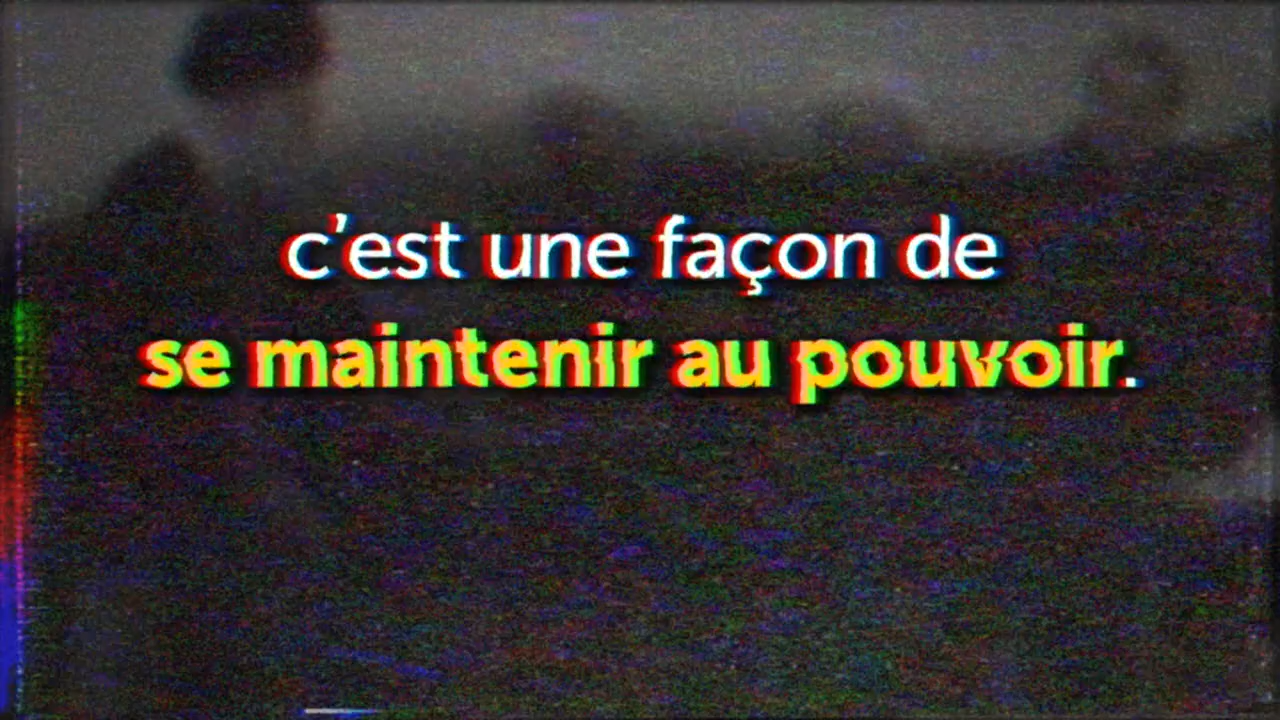 c’est une façon de
se maintenir au pouvoir.